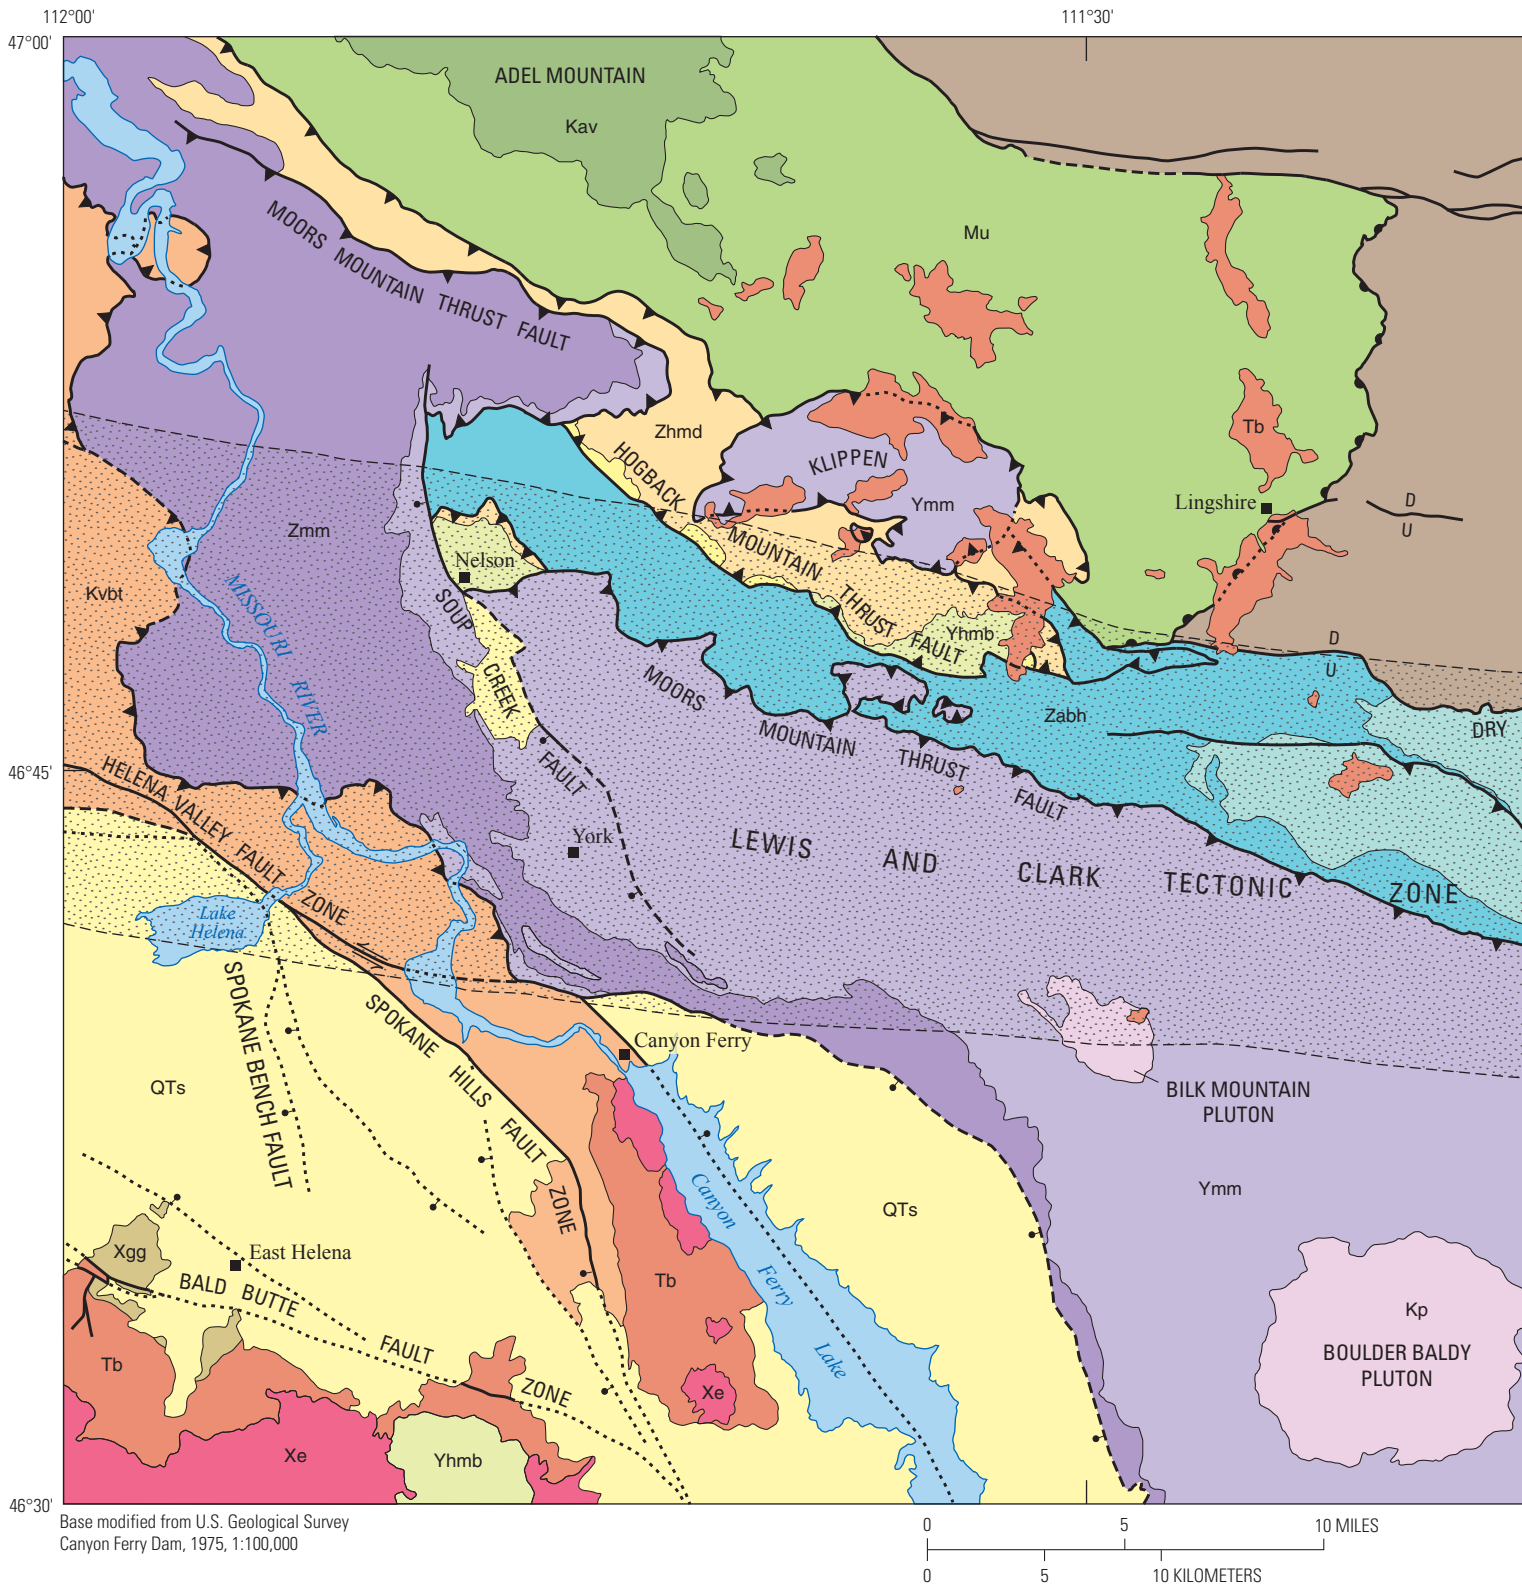 112°00'
111°30'
47°00'
ADEL MOUNTAIN
Kav
MOORS MOUNTAIN THRUST FAULT
Mu
Tb
Zhmd
HOGBACK
MOUNTAIN
THRUST
FAULT
KLIPPEN
Ymm
Lingshire
D
U
Zmm
Nelson
Kvbt
MISSOURI
RIVER
SOUP
CREEK
FAULT
Yhmb
D
U
MOORS
MOUNTAIN
THRUST
FAULT
Zabh
DRY
46°45'
HELENA VALLEY FAULT ZONE
York
LEWIS AND CLARK TECTONIC ZONE
Lake
Helena
SPOKANE BENCH FAULT
SPOKANE
HILLS
FAULT
ZONE
Canyon Ferry
QTs
BILK MOUNTAIN
PLUTON
Ymm
QTs
Canyon
Ferry
Lake
Xgg
East Helena
BALD BUTTE
FAULT
ZONE
Tb
Tb
Xe
Xe
Yhmb
Kp
BOULDER BALDY
PLUTON
46°30'
Base modified from U.S. Geological Survey
Canyon Ferry Dam, 1975, 1:100,000
0 5 10 MILES
0 5 10 KILOMETERS